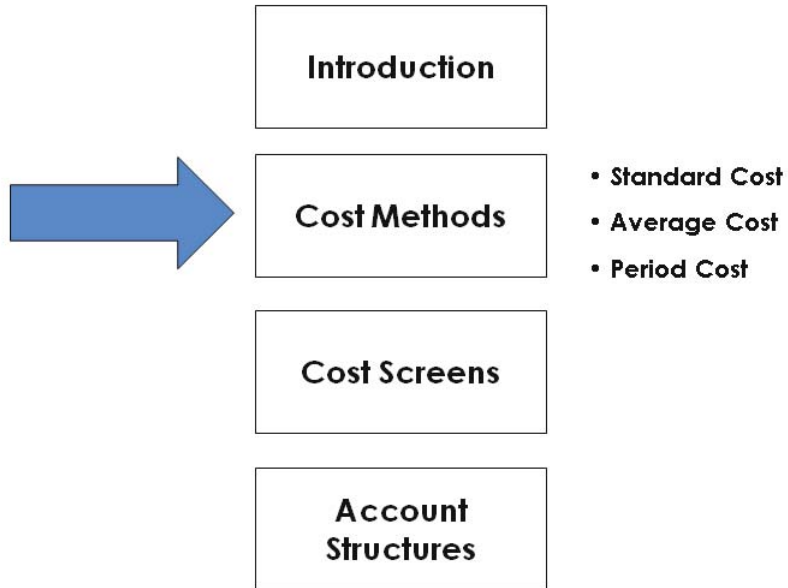 Introduction
Cost Methods
• Standard Cost
• Average Cost
• Period Cost
Cost Screens
Account
Structures